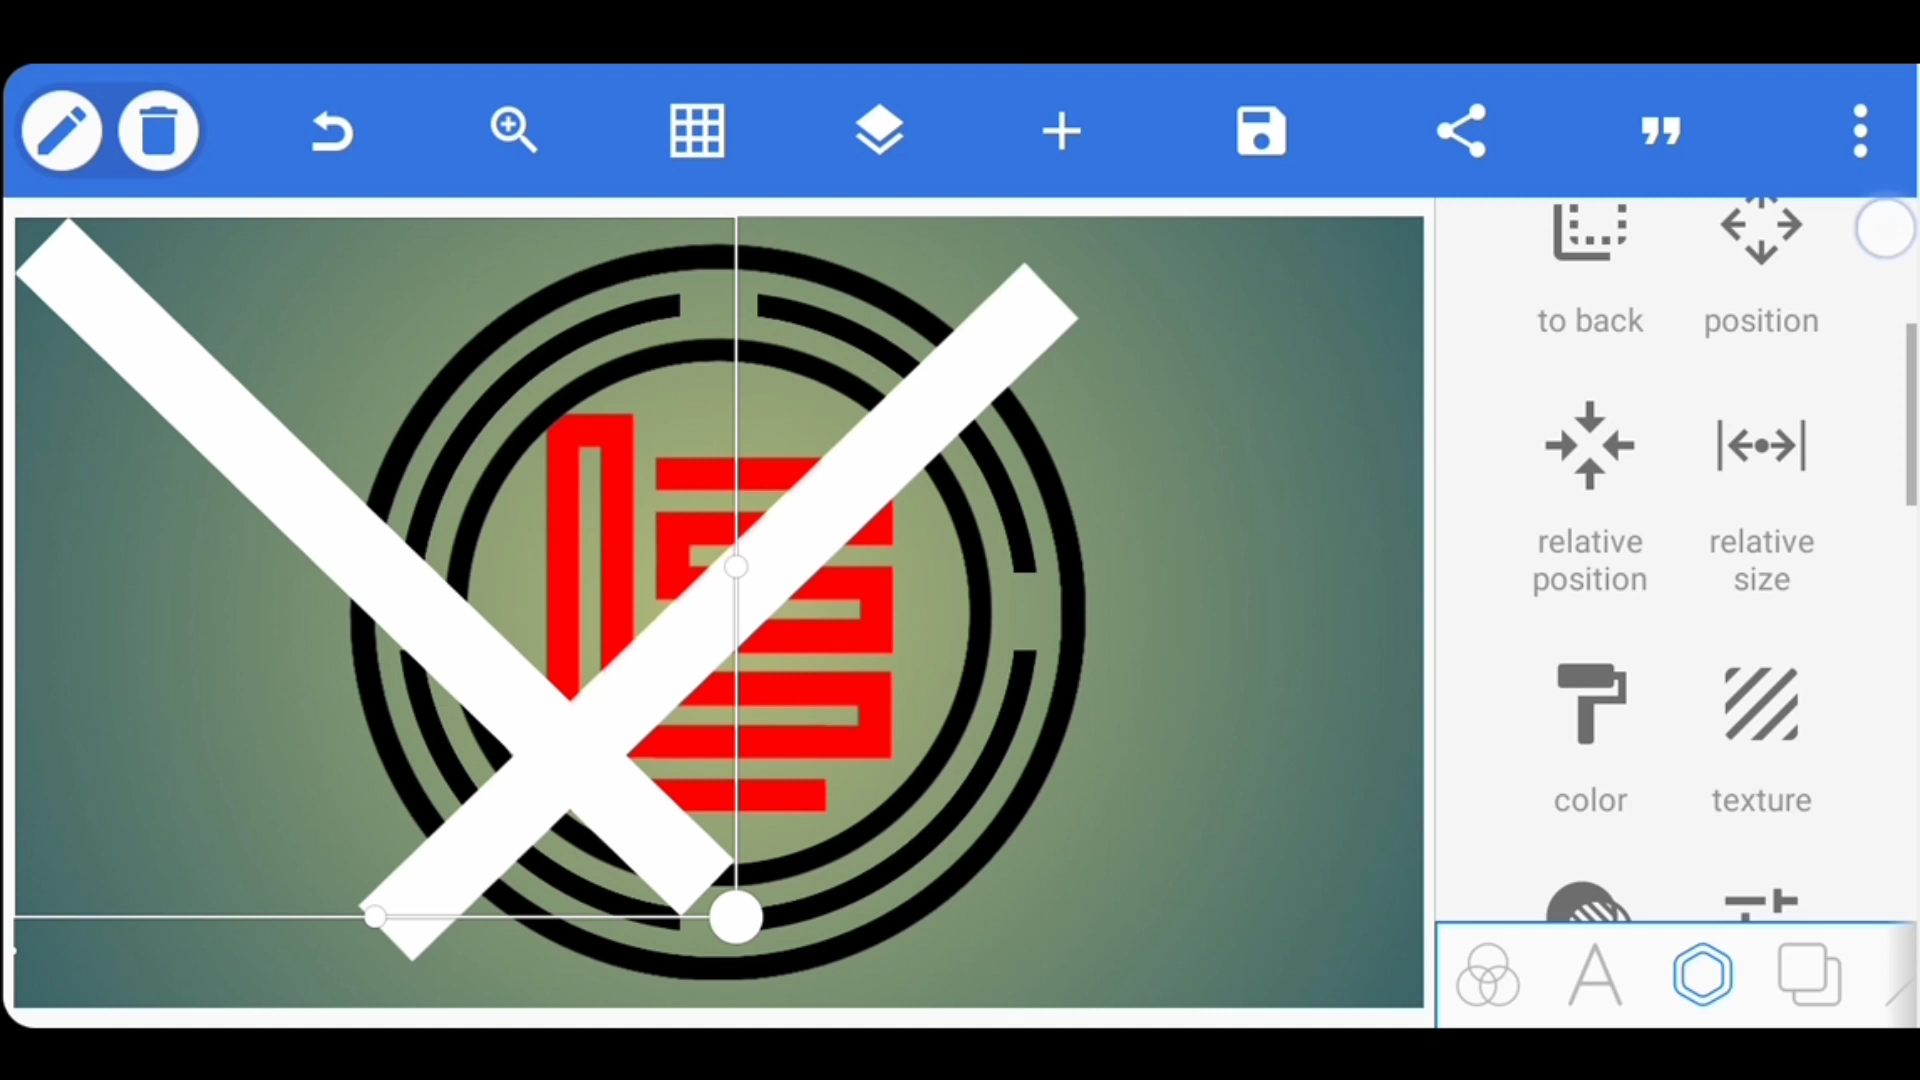 to back
position
relative
position
relative
size
color
texture